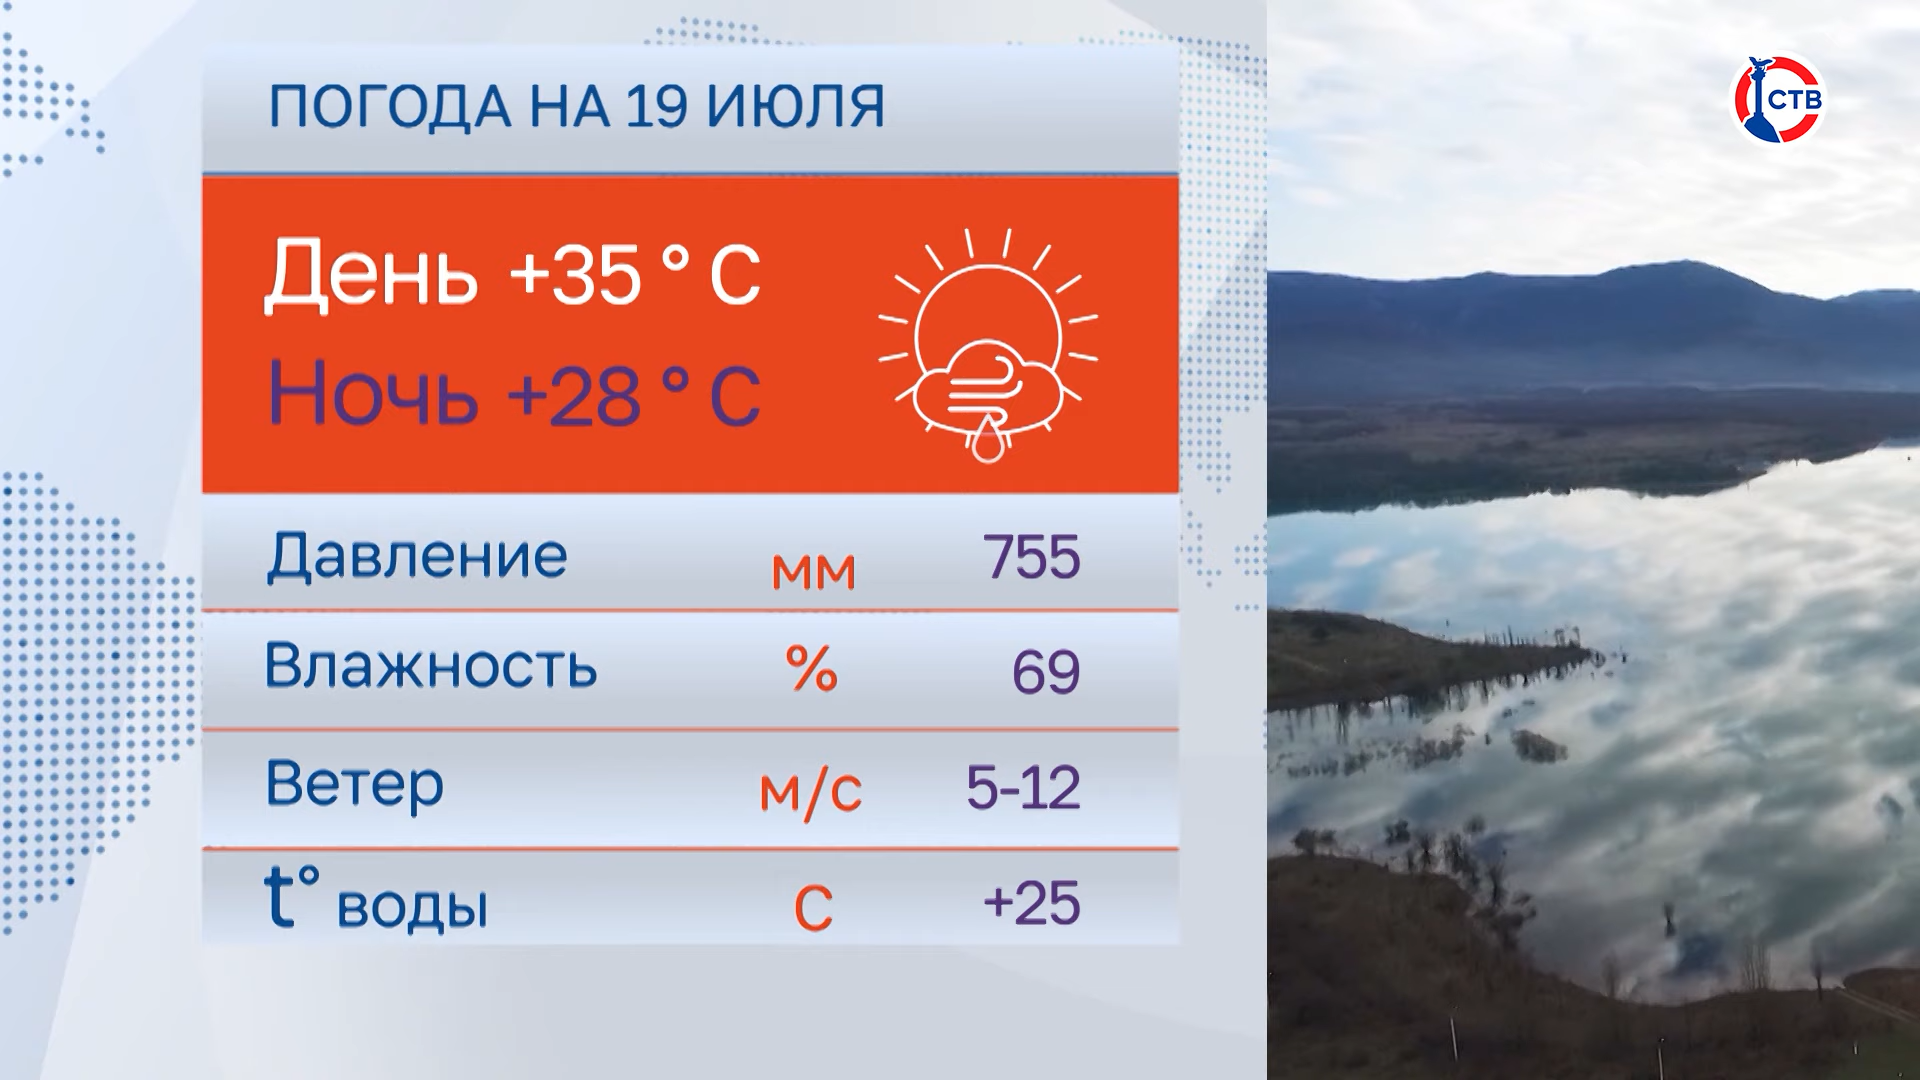 ПОГОДА НА 19 ИЮЛЯ
СТВ
День +35 ° C
Ночь +28 ° C
Давление мм 755
Влажность % 69
Ветер м/с 5-12
t° воды С +25